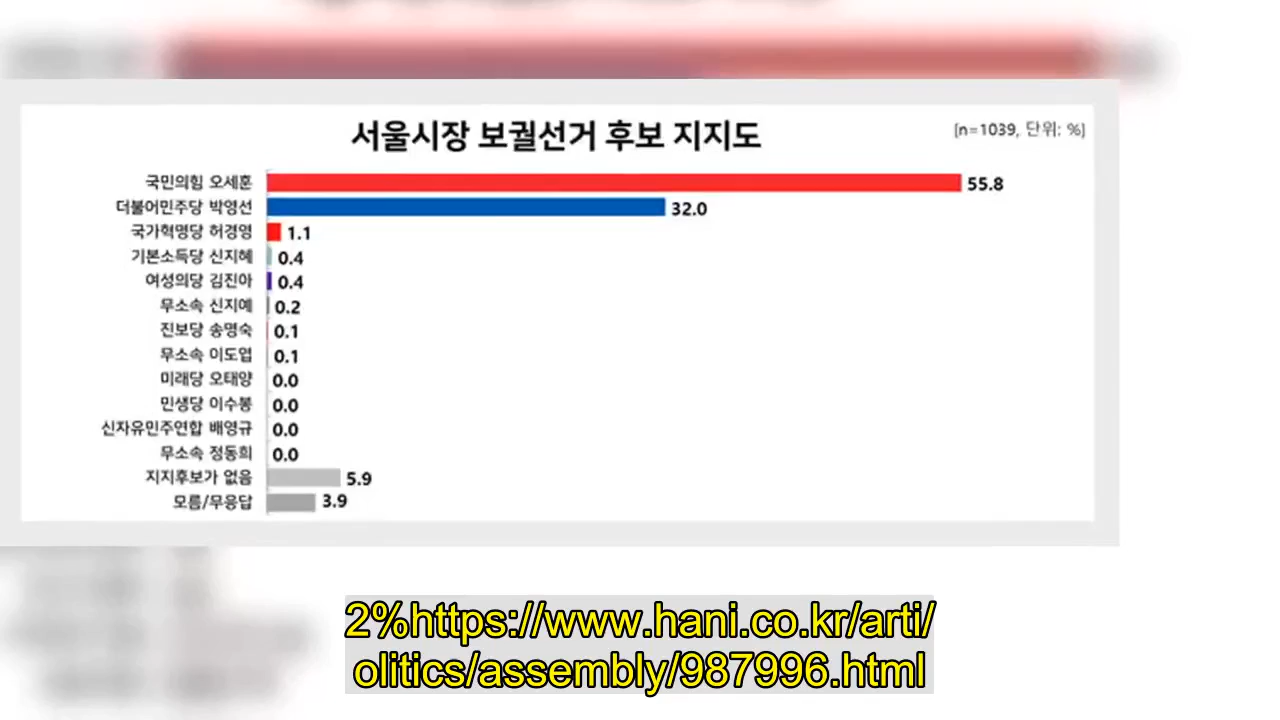 서울시장 보궐선거 후보 지지도
[n=1039, 단위: %]
국민의힘 오세훈 55.8
더불어민주당 박영선 32.0
국가혁명당 허경영 1.1
기본소득당 신지혜 0.4
여성의당 김진아 0.4
무소속 신지예 0.2
진보당 송명숙 0.1
무소속 이도엽 0.1
미래당 오태양 0.0
민생당 이수봉 0.0
신자유민주연합 배영규 0.0
무소속 정동희 0.0
지지후보가 없음 5.9
모름/무응답 3.9
2%https://www.hani.co.kr/arti/
olitics/assembly/987996.html